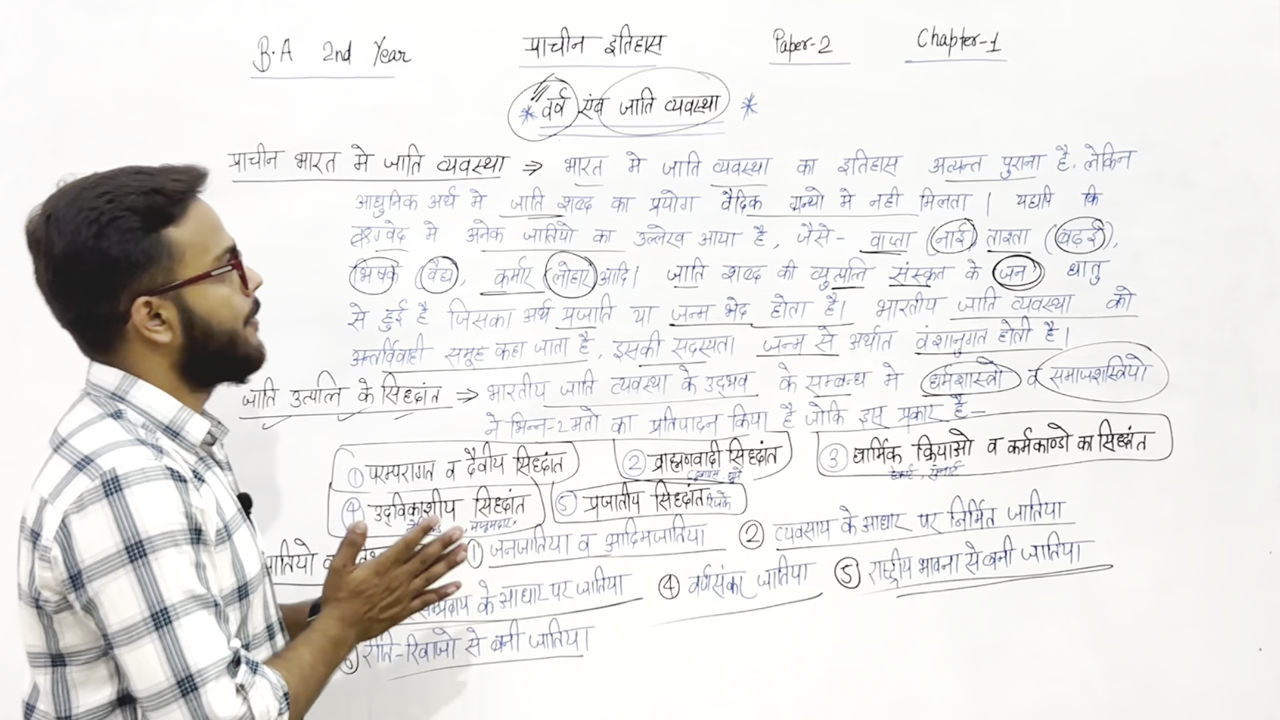 B.A 2nd Year प्राचीन इतिहास Paper-2 Chapter-1
* वर्ष एंव जाति व्यवस्था *
प्राचीन भारत मे जाति व्यवस्था ⇒ भारत मे जाति व्यवस्था का इतिहास अत्यन्त पुराना है. लेकिन
आधुनिक अर्थ मे जाति शब्द का प्रयोग वैदिक ग्रन्थो मे नही मिलता। यद्यपि कि
ऋग्वेद मे अनेक जातियो का उल्लेख आया है, जैसे- वाप्ता (नाई) ताश्ता (बढ़ई),
भिषक (वैद्य), कर्मार (लोहार) आदि। जाति शब्द की व्युत्पत्ति संस्कृत के जन धातु
से हुई है जिसका अर्थ प्रजाति या जन्म भेद होता है। भारतीय जाति व्यवस्था को
अन्तर्विवाही समूह कहा जाता है, इसकी सदस्यता जन्म से अर्थात वंशानुगत होती है।
जाति उत्पत्ति के सिद्धांत ⇒ भारतीय जाति व्यवस्था के उद्भव के सम्बन्ध मे धर्मशास्त्रो व समाजशास्त्रियो
ने भिन्न-2 मतो का प्रतिपादन किया है जोकि इस प्रकार है-
① परम्परागत व दैवीय सिद्धांत ② ब्राह्मणवादी सिद्धांत ③ धार्मिक क्रियाओ व कर्मकाण्डो का सिद्धांत
④ उद्विकाशीय सिद्धांत ⑤ प्रजातीय सिद्धांत
① जनजातिया व आदिमजातिया ② व्यवसाय के आधार पर निर्मित जातिया
के आधार पर जातिया ④ वर्णसंकर जातिया ⑤ राष्ट्रीय भावना से बनी जातिया
रीति-रिवाजो से बनी जातिया